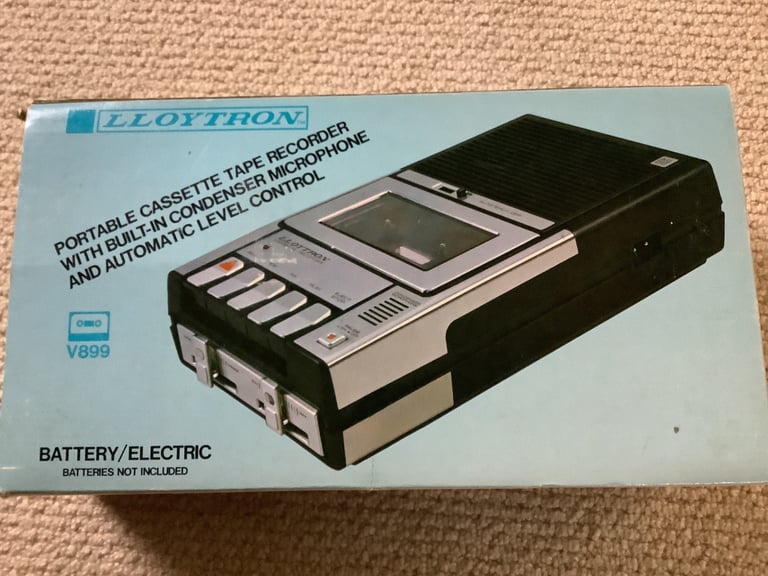 LLOYTRON
PORTABLE CASSETTE TAPE RECORDER
WITH BUILT-IN CONDENSER MICROPHONE
AND AUTOMATIC LEVEL CONTROL
LLOYTRON
V899
BATTERY/ELECTRIC
BATTERIES NOT INCLUDED